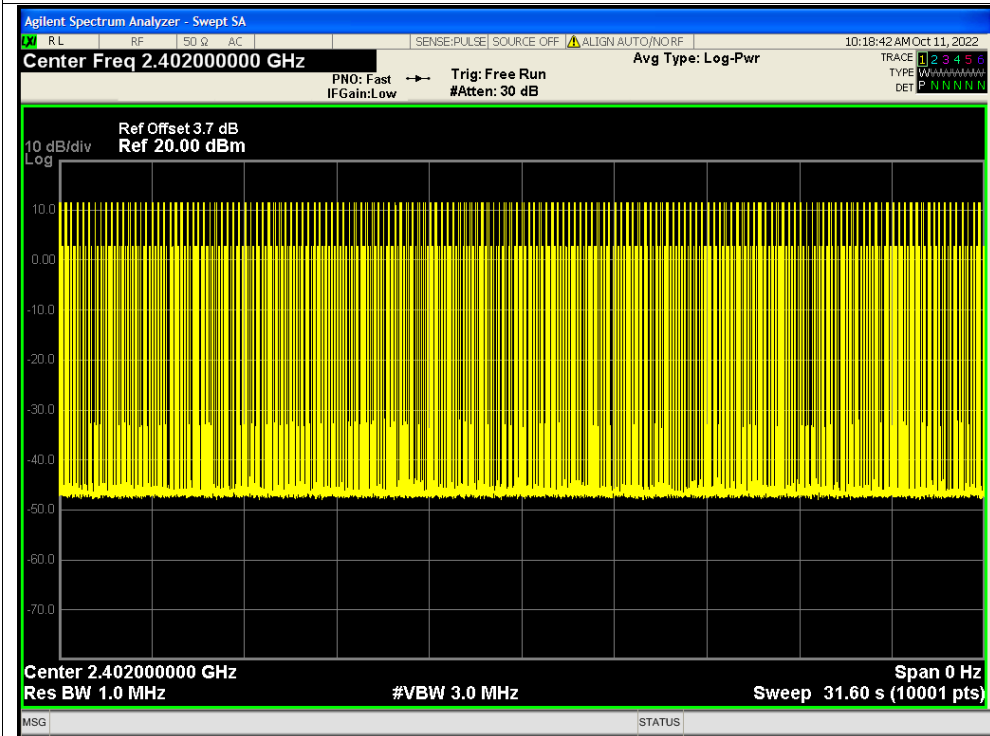 Agilent Spectrum Analyzer - Swept SA
LXI RL RF 50 Ω AC SENSE:PULSE SOURCE OFF ALIGN AUTO/NO RF 10:18:42 AM Oct 11, 2022
Center Freq 2.402000000 GHz Avg Type: Log-Pwr TRACE 1 2 3 4 5 6
PNO: Fast Trig: Free Run TYPE W
IFGain:Low #Atten: 30 dB DET P N N N N N
Ref Offset 3.7 dB
10 dB/div Ref 20.00 dBm
Log
10.0
0.00
-10.0
-20.0
-30.0
-40.0
-50.0
-60.0
-70.0
Center 2.402000000 GHz Span 0 Hz
Res BW 1.0 MHz #VBW 3.0 MHz Sweep 31.60 s (10001 pts)
MSG STATUS